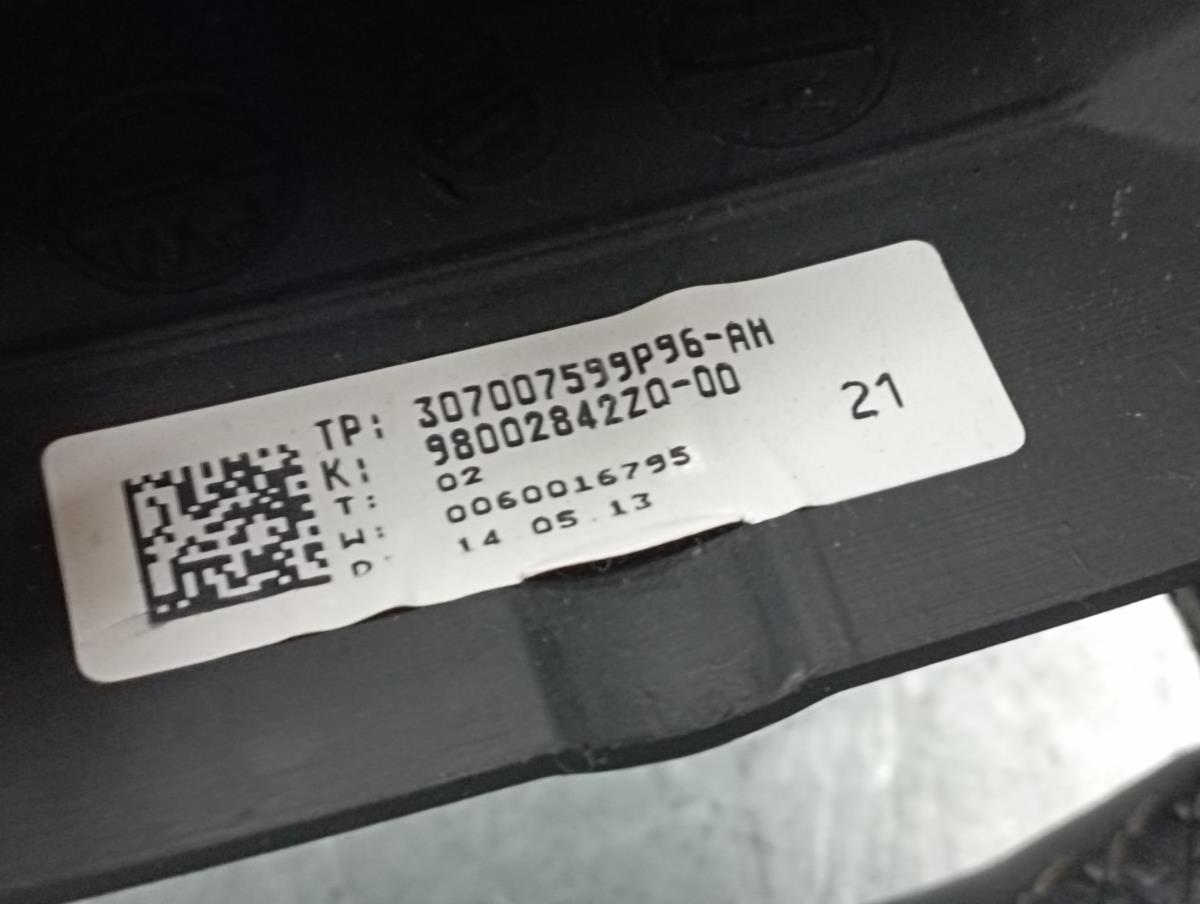 TP: 307007599P96-AH
K: 98002842ZQ-00
T: 02
W: 0060016795
D: 14.05.13
21